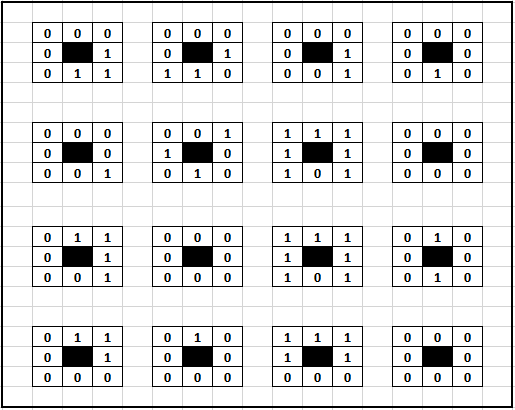 0 0 0 0 0 0 0 0 0 0 0 0
0 1 0 1 0 1 0 0
0 1 1 1 1 0 0 0 1 0 1 0
0 0 0 0 0 1 1 1 1 0 0 0
0 0 1 0 1 1 0 0
0 0 1 0 1 0 1 0 1 0 0 0
0 1 1 0 0 0 1 1 1 0 1 0
0 1 0 0 1 1 0 0
0 0 1 0 0 0 1 0 1 0 1 0
0 1 1 0 1 0 1 1 1 0 0 0
0 1 0 0 1 1 0 0
0 0 0 0 0 0 0 0 0 0 0 0